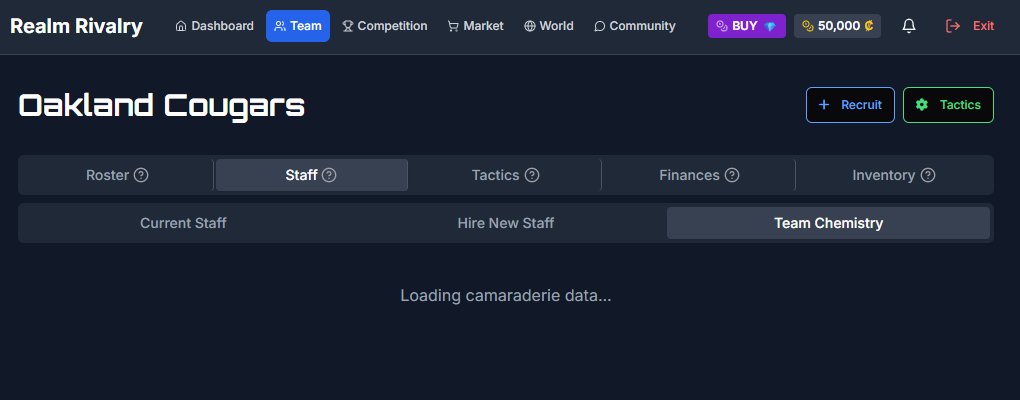 Realm Rivalry Dashboard Team Competition Market World Community BUY 50,000 ₡ Exit
Oakland Cougars + Recruit Tactics
Roster Staff Tactics Finances Inventory
Current Staff Hire New Staff Team Chemistry
Loading camaraderie data...